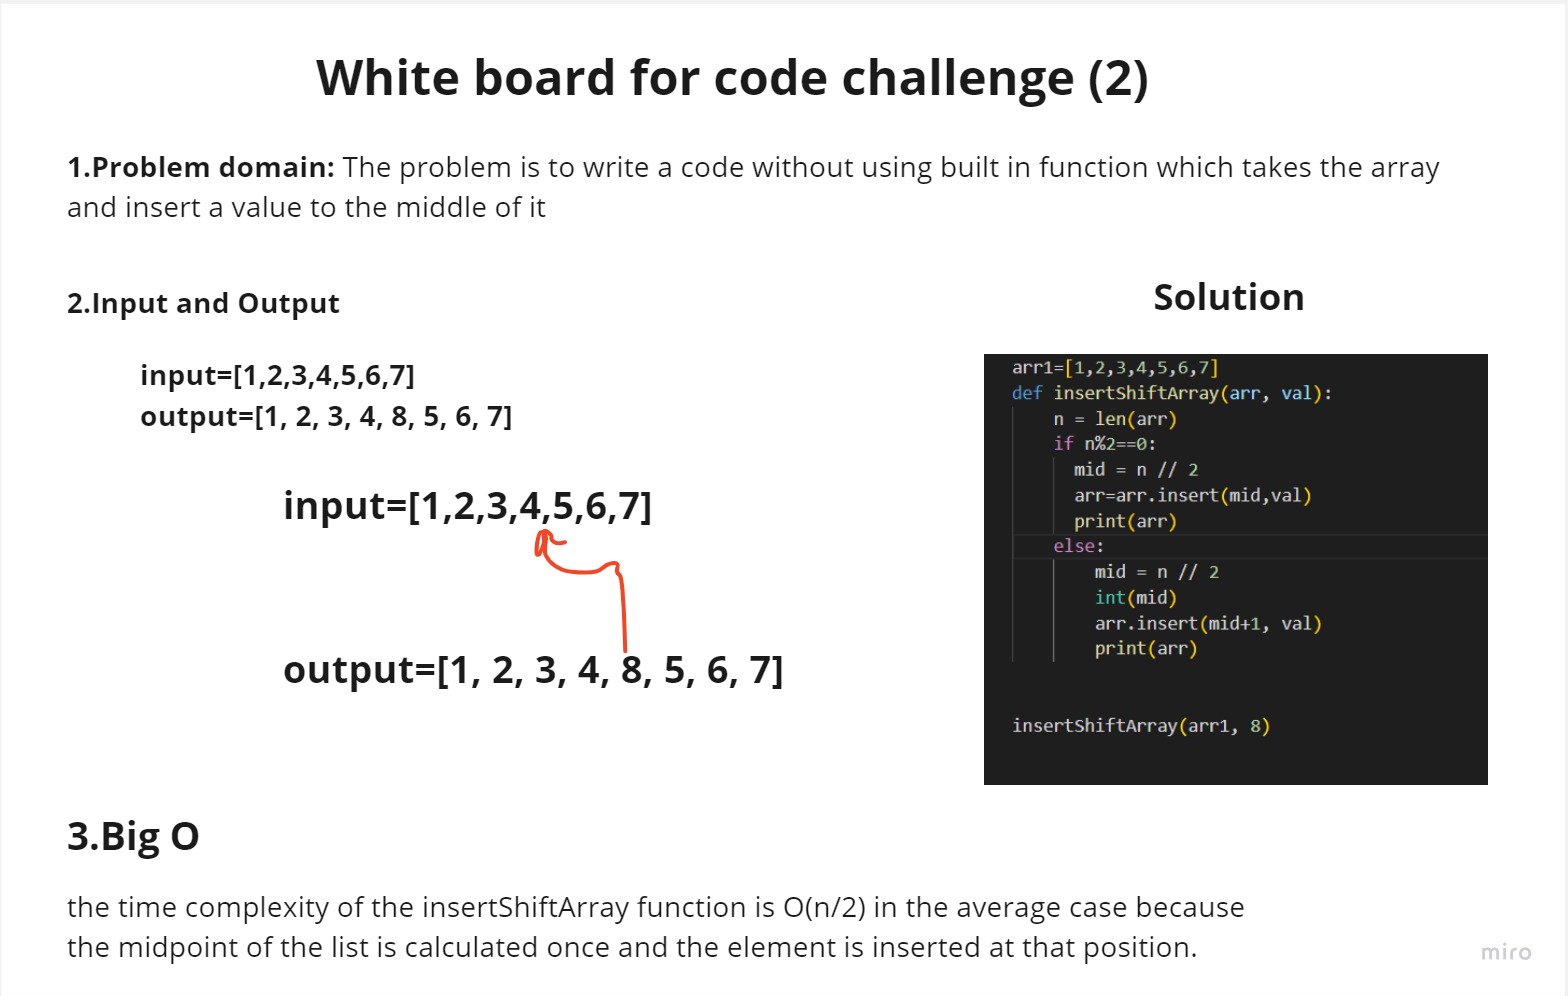 White board for code challenge (2)
1.Problem domain: The problem is to write a code without using built in function which takes the array
and insert a value to the middle of it
2.Input and Output
input=[1,2,3,4,5,6,7]
output=[1, 2, 3, 4, 8, 5, 6, 7]
input=[1,2,3,4,5,6,7]
output=[1, 2, 3, 4, 8, 5, 6, 7]
Solution
arr1=[1,2,3,4,5,6,7]
def insertShiftArray(arr, val):
n = len(arr)
if n%2==0:
mid = n // 2
arr=arr.insert(mid,val)
print(arr)
else:
mid = n // 2
int(mid)
arr.insert(mid+1, val)
print(arr)
insertShiftArray(arr1, 8)
3.Big O
the time complexity of the insertShiftArray function is O(n/2) in the average case because
the midpoint of the list is calculated once and the element is inserted at that position.
miro